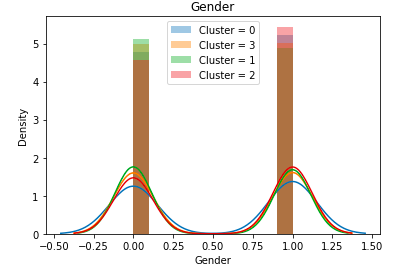 Gender
Cluster = 0
Cluster = 3
Cluster = 1
Cluster = 2
Density
5
4
3
2
1
0
−0.50 −0.25 0.00 0.25 0.50 0.75 1.00 1.25 1.50
Gender